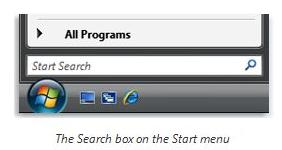 All Programs
Start Search
The Search box on the Start menu